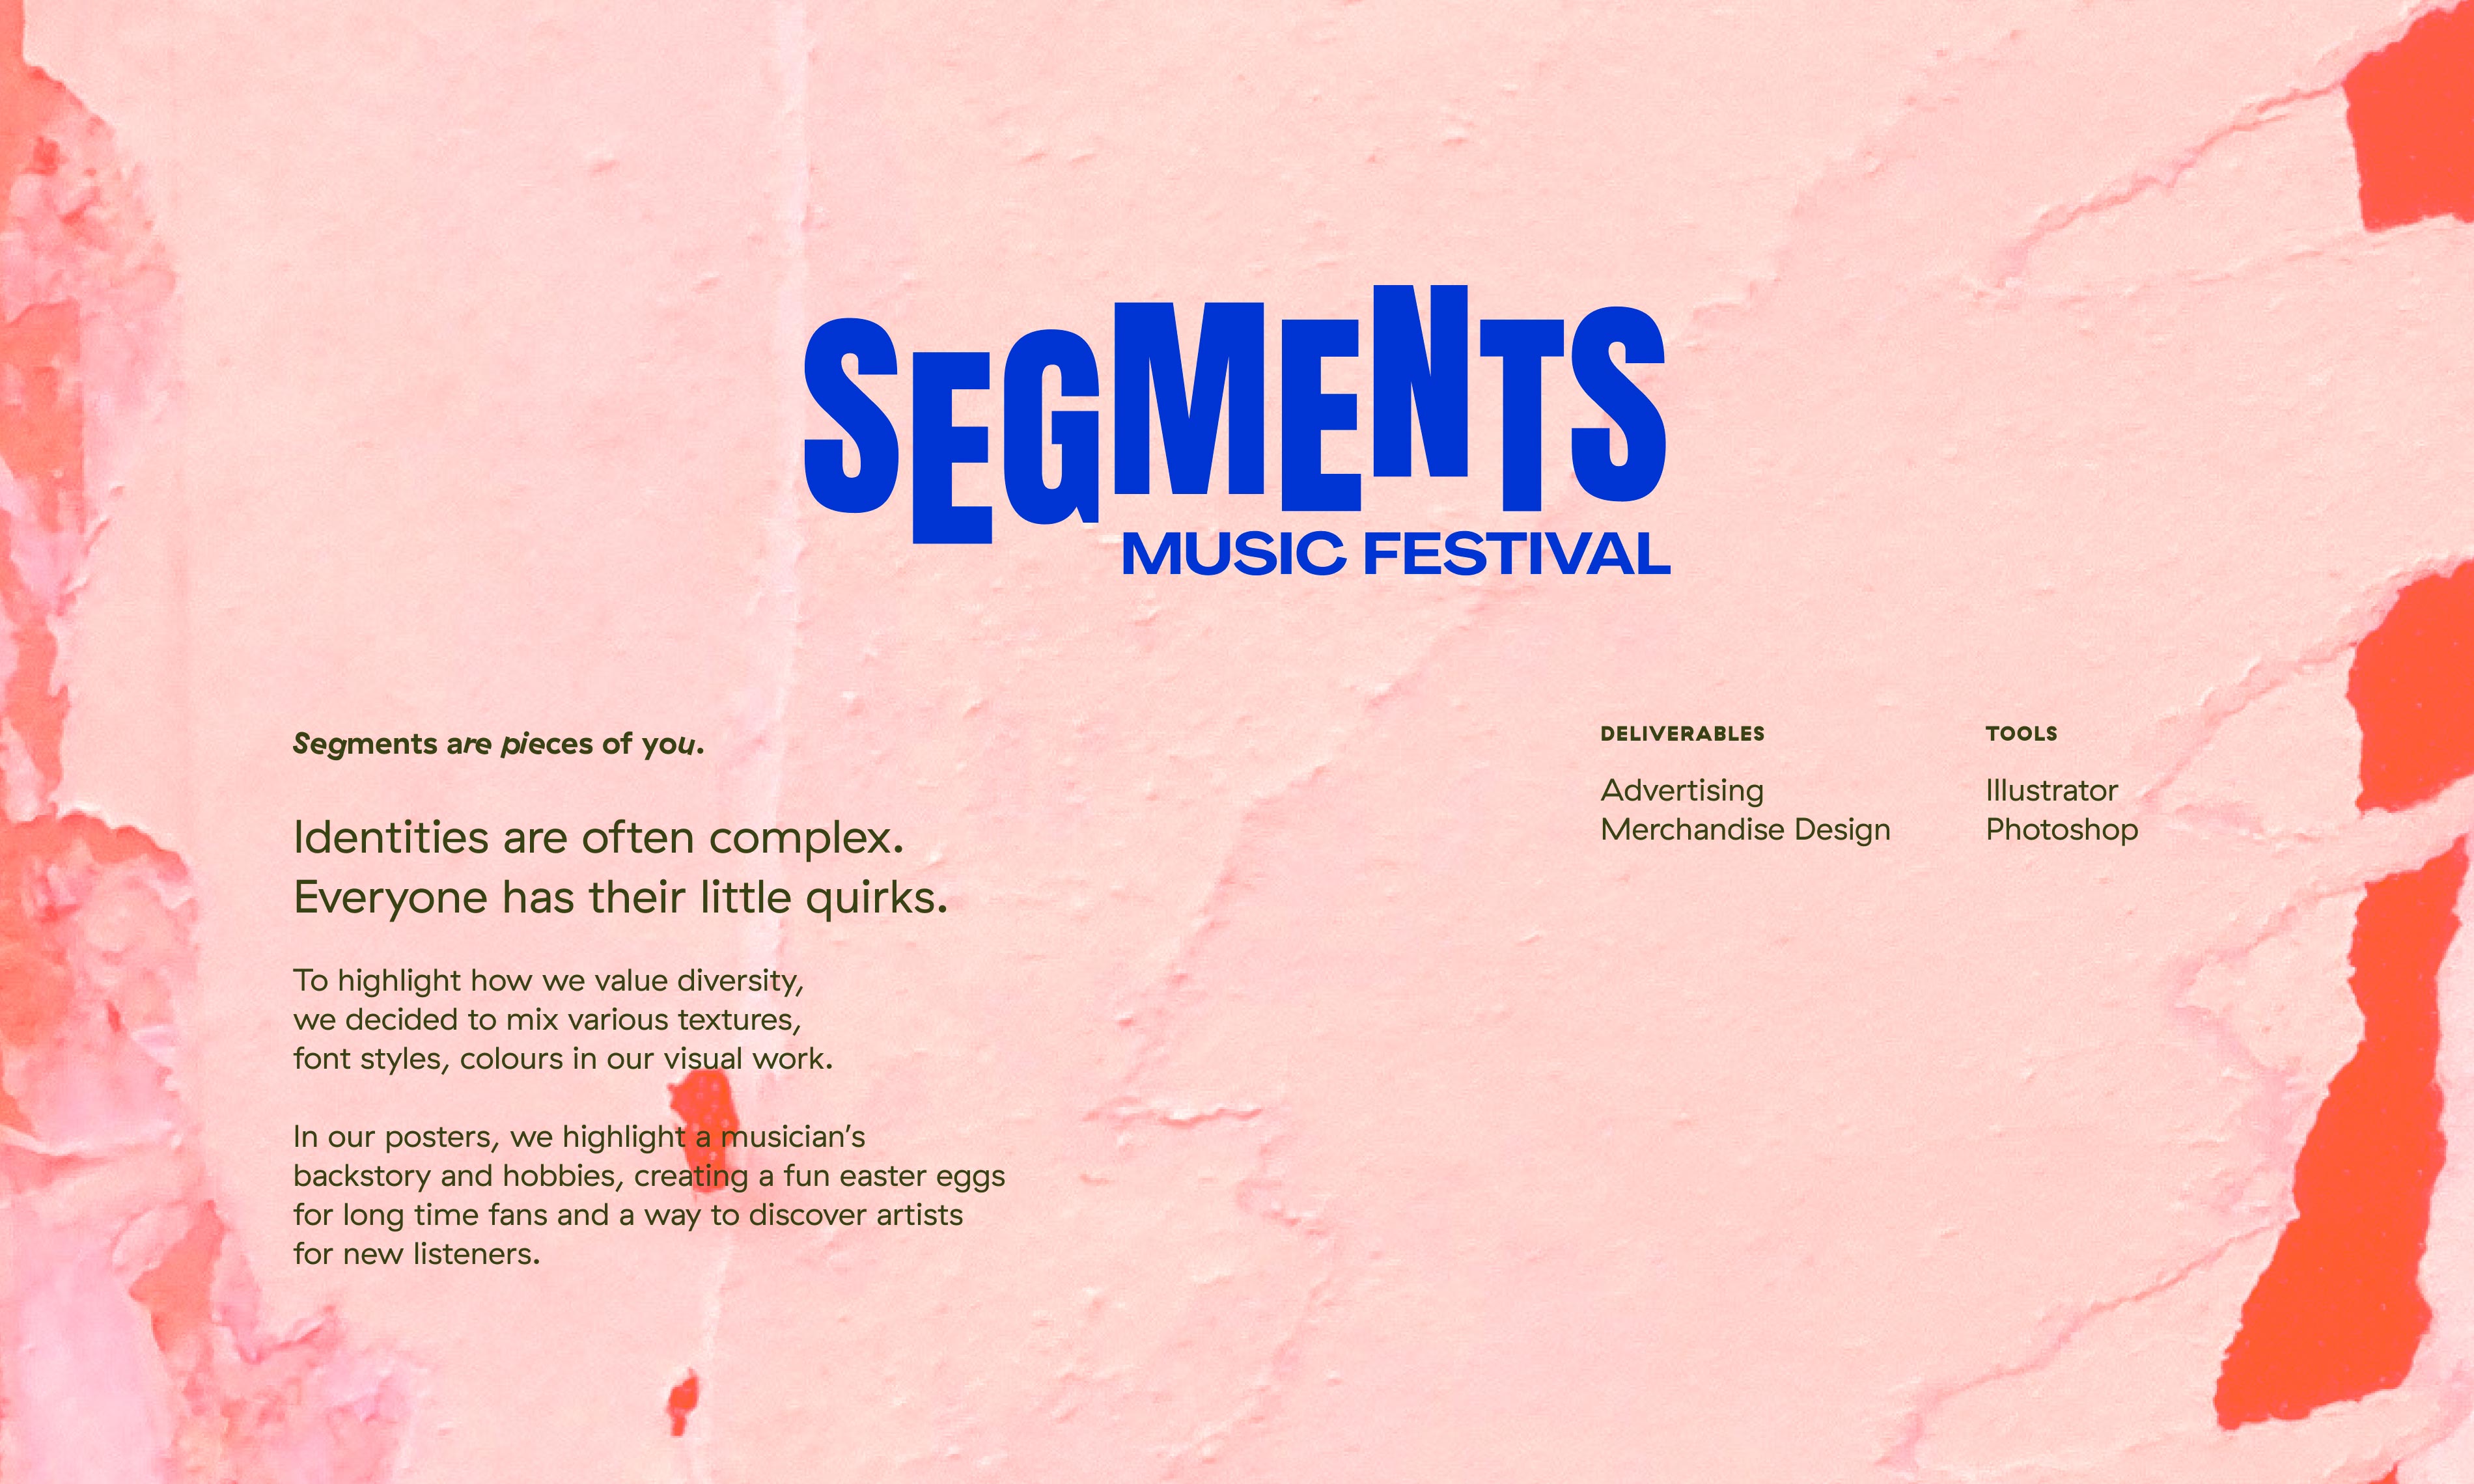 SEGMENTS
MUSIC FESTIVAL
Segments are pieces of you.
Identities are often complex.
Everyone has their little quirks.
To highlight how we value diversity,
we decided to mix various textures,
font styles, colours in our visual work.
In our posters, we highlight a musician’s
backstory and hobbies, creating a fun easter eggs
for long time fans and a way to discover artists
for new listeners.
DELIVERABLES
Advertising
Merchandise Design
TOOLS
Illustrator
Photoshop